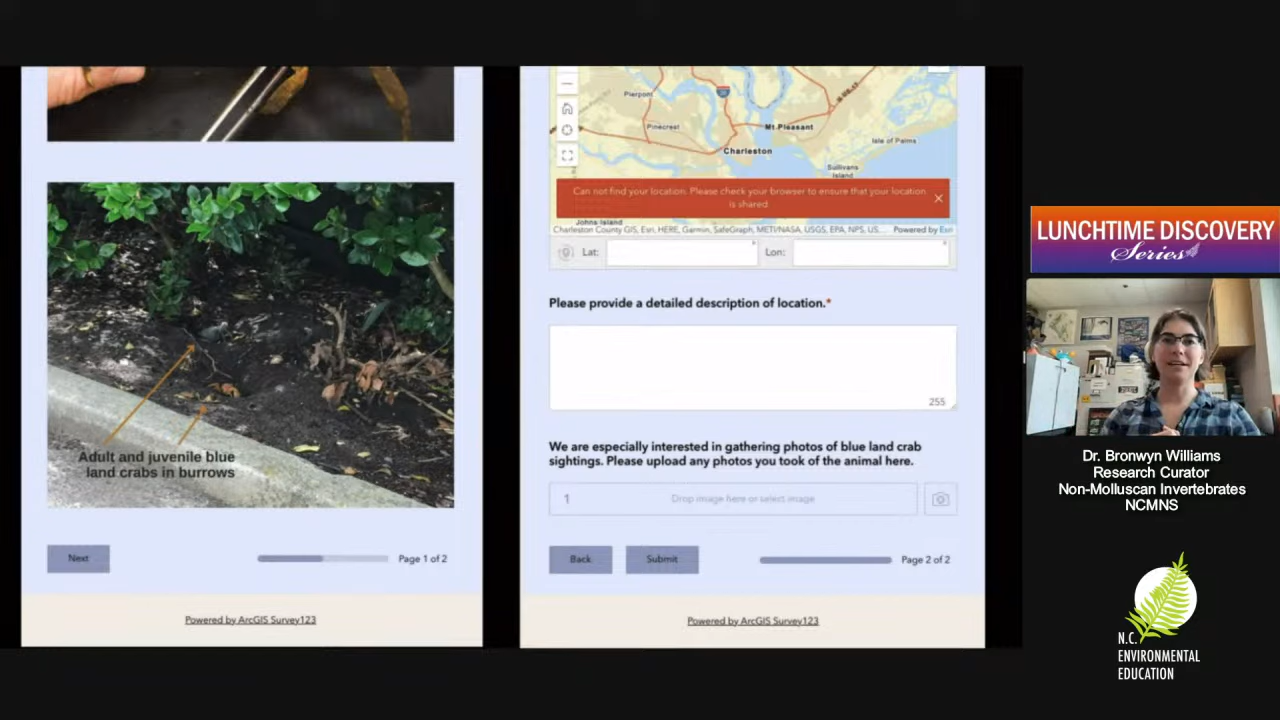 Adult and juvenile blue
land crabs in burrows
Next
Page 1 of 2
Powered by ArcGIS Survey123
Pierpont
Pinecrest
Mt Pleasant
Charleston
Isle of Palms
Sullivans
Island
Can not find your location. Please check your browser to ensure that your location
is shared.
Johns Island
Charleston County GIS, Esri, HERE, Garmin, SafeGraph, METI/NASA, USGS, EPA, NPS, US...
Powered by Esri
Lat:
Lon:
Please provide a detailed description of location.*
255
We are especially interested in gathering photos of blue land crab
sightings. Please upload any photos you took of the animal here.
1
Drop image here or select image
Back
Submit
Page 2 of 2
Powered by ArcGIS Survey123
LUNCHTIME DISCOVERY
Series
Dr. Bronwyn Williams
Research Curator
Non-Molluscan Invertebrates
NCMNS
N.C.
ENVIRONMENTAL
EDUCATION